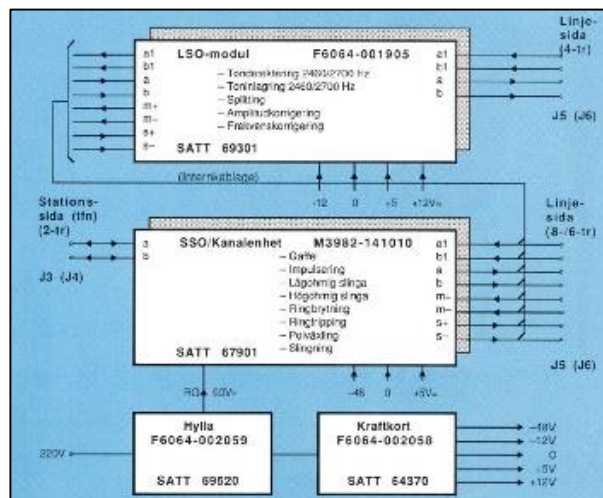 LSO-modul F6064-001905
Linje-
sida
(4-tr)
a1 a1
b1 b1
a a
b b
m+
m-
s+
s-
– Tondetektering 2460/2700 Hz
– Toninlagring 2460/2700 Hz
– Splitting
– Amplitudkorrigering
– Frekvenskorrigering
SATT 69301
J5 (J6)
(Internkablage)
-12 0 +5 +12V=
Stations-
sida (tfn)
(2-tr)
Linje-
sida
(8-/6-tr)
SSO/Kanalenhet M3982-141010
a a1
b b1
a
b
m+
m-
s+
s-
J3 (J4)
– Gaffel
– Impulsering
– Lågohmig slinga
– Högohmig slinga
– Ringbrytning
– Ringtripping
– Polväxling
– Slingning
SATT 67901
J5 (J6)
90V~
-48 0 +5V=
Hylla
F6064-002059
SATT 69520
Kraftkort
F6064-002058
SATT 64370
220V
-48V
-12V
0
+5V
+12V